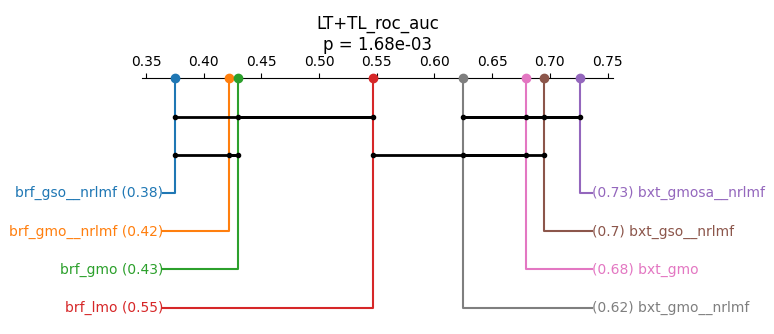 LT+TL_roc_auc
p = 1.68e-03
0.35 0.40 0.45 0.50 0.55 0.60 0.65 0.70 0.75
brf_gso__nrlmf (0.38) (0.73) bxt_gmosa__nrlmf
brf_gmo__nrlmf (0.42) (0.7) bxt_gso__nrlmf
brf_gmo (0.43) (0.68) bxt_gmo
brf_lmo (0.55) (0.62) bxt_gmo__nrlmf